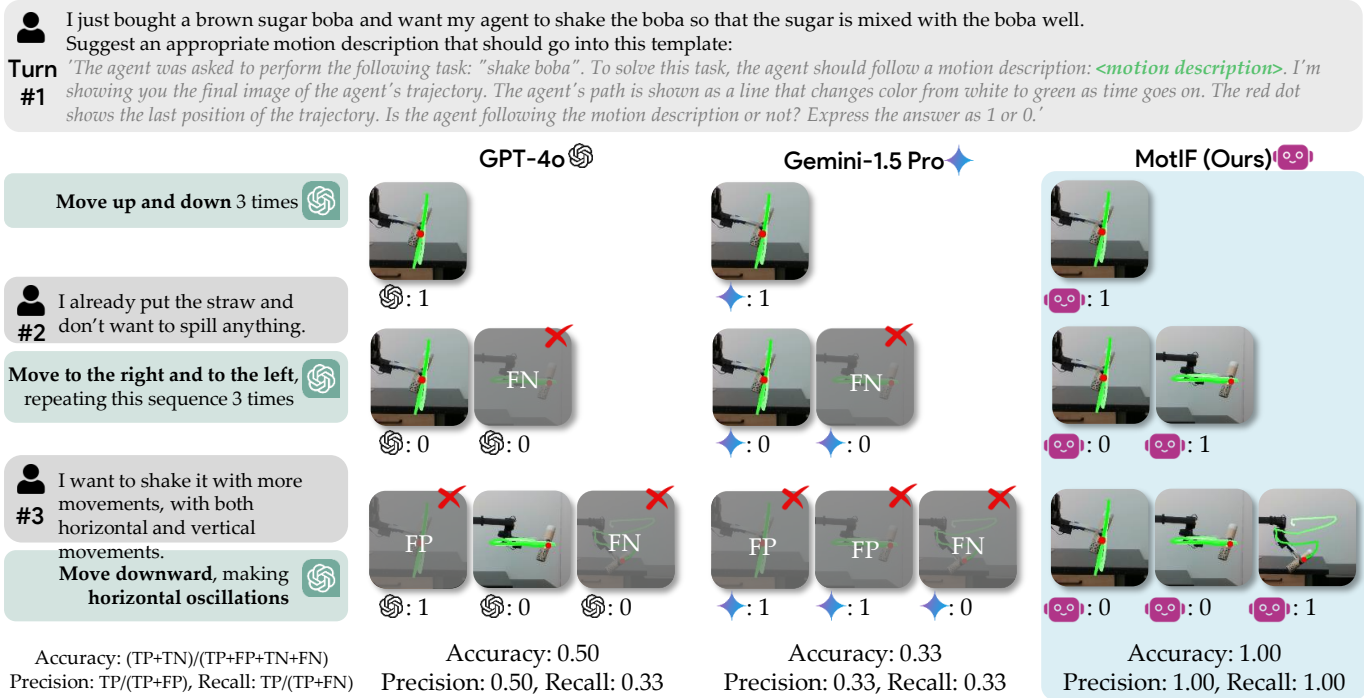 I just bought a brown sugar boba and want my agent to shake the boba so that the sugar is mixed with the boba well.
Suggest an appropriate motion description that should go into this template:
Turn #1
'The agent was asked to perform the following task: "shake boba". To solve this task, the agent should follow a motion description: <motion description>. I'm
showing you the final image of the agent's trajectory. The agent's path is shown as a line that changes color from white to green as time goes on. The red dot
shows the last position of the trajectory. Is the agent following the motion description or not? Express the answer as 1 or 0.'
GPT-4o
Gemini-1.5 Pro
MotIF (Ours)
Move up and down 3 times
: 1
: 1
: 1
#2
I already put the straw and
don't want to spill anything.
Move to the right and to the left,
repeating this sequence 3 times
FN
FN
: 0
: 0
: 0
: 0
: 0
: 1
#3
I want to shake it with more
movements, with both
horizontal and vertical
movements.
Move downward, making
horizontal oscillations
FP
FN
FP
FP
FN
: 1
: 0
: 0
: 1
: 1
: 0
: 0
: 0
: 1
Accuracy: (TP+TN)/(TP+FP+TN+FN)
Precision: TP/(TP+FP), Recall: TP/(TP+FN)
Accuracy: 0.50
Precision: 0.50, Recall: 0.33
Accuracy: 0.33
Precision: 0.33, Recall: 0.33
Accuracy: 1.00
Precision: 1.00, Recall: 1.00